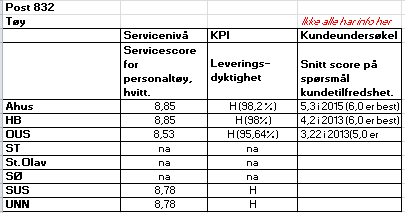 Post 832
Tøy Ikke alle har info her
Servicenivå KPI Kundeundersøkel
Servicescore for personaltøy, hvitt. Leverings-dyktighet Snitt score på spørsmål kundetilfredshet.
Ahus 8,85 H (98,2%) 5,3 i 2015 (6,0 er best)
HB 8,85 H (98%) 4,2 i 2013 (6,0 er best)
OUS 8,53 H (95,64%) 3,22 i 2013(5,0 er
ST na na
St.Olav na na
SØ na na
SUS 8,78 H
UNN 8,78 H